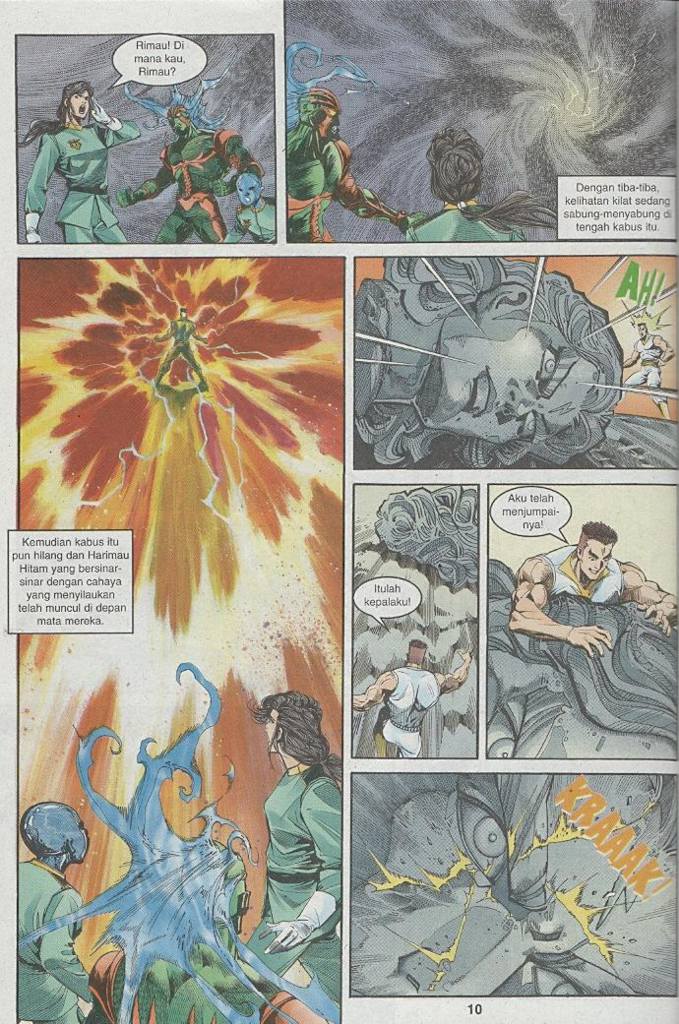 Rimau! Di
mana kau,
Rimau?
Dengan tiba-tiba,
kelihatan kilat sedang
sabung-menyabung di
tengah kabus itu.
Kemudian kabus itu
pun hilang dan Harimau
Hitam yang bersinar-
sinar dengan cahaya
yang menyilaukan
telah muncul di depan
mata mereka.
AH!
Itulah
kepalaku!
Aku telah
menjumpai-
nya!
KRAAAK!
10